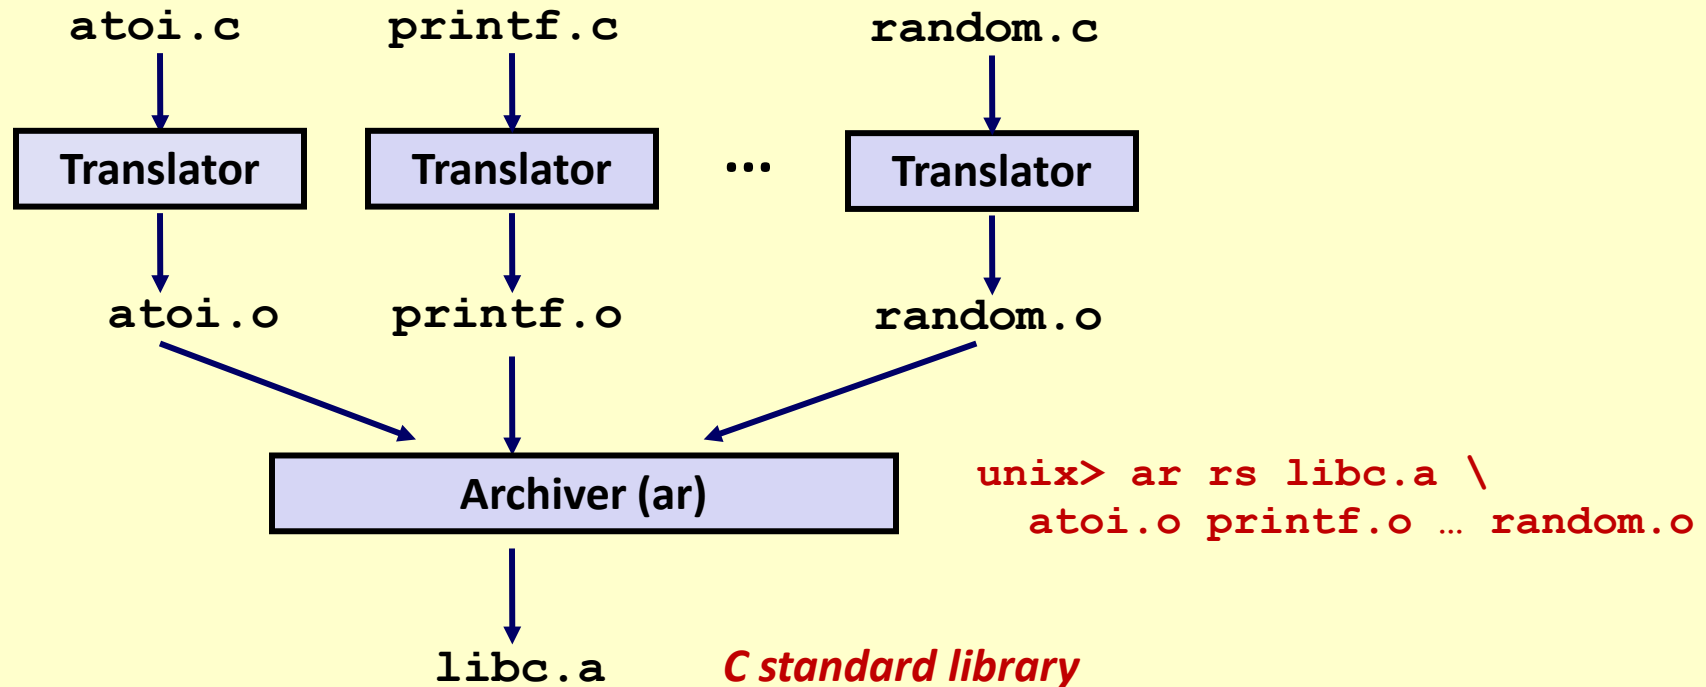 atoi.c printf.c random.c
Translator Translator ... Translator
atoi.o printf.o random.o
Archiver (ar)
unix> ar rs libc.a \
atoi.o printf.o … random.o
libc.a C standard library